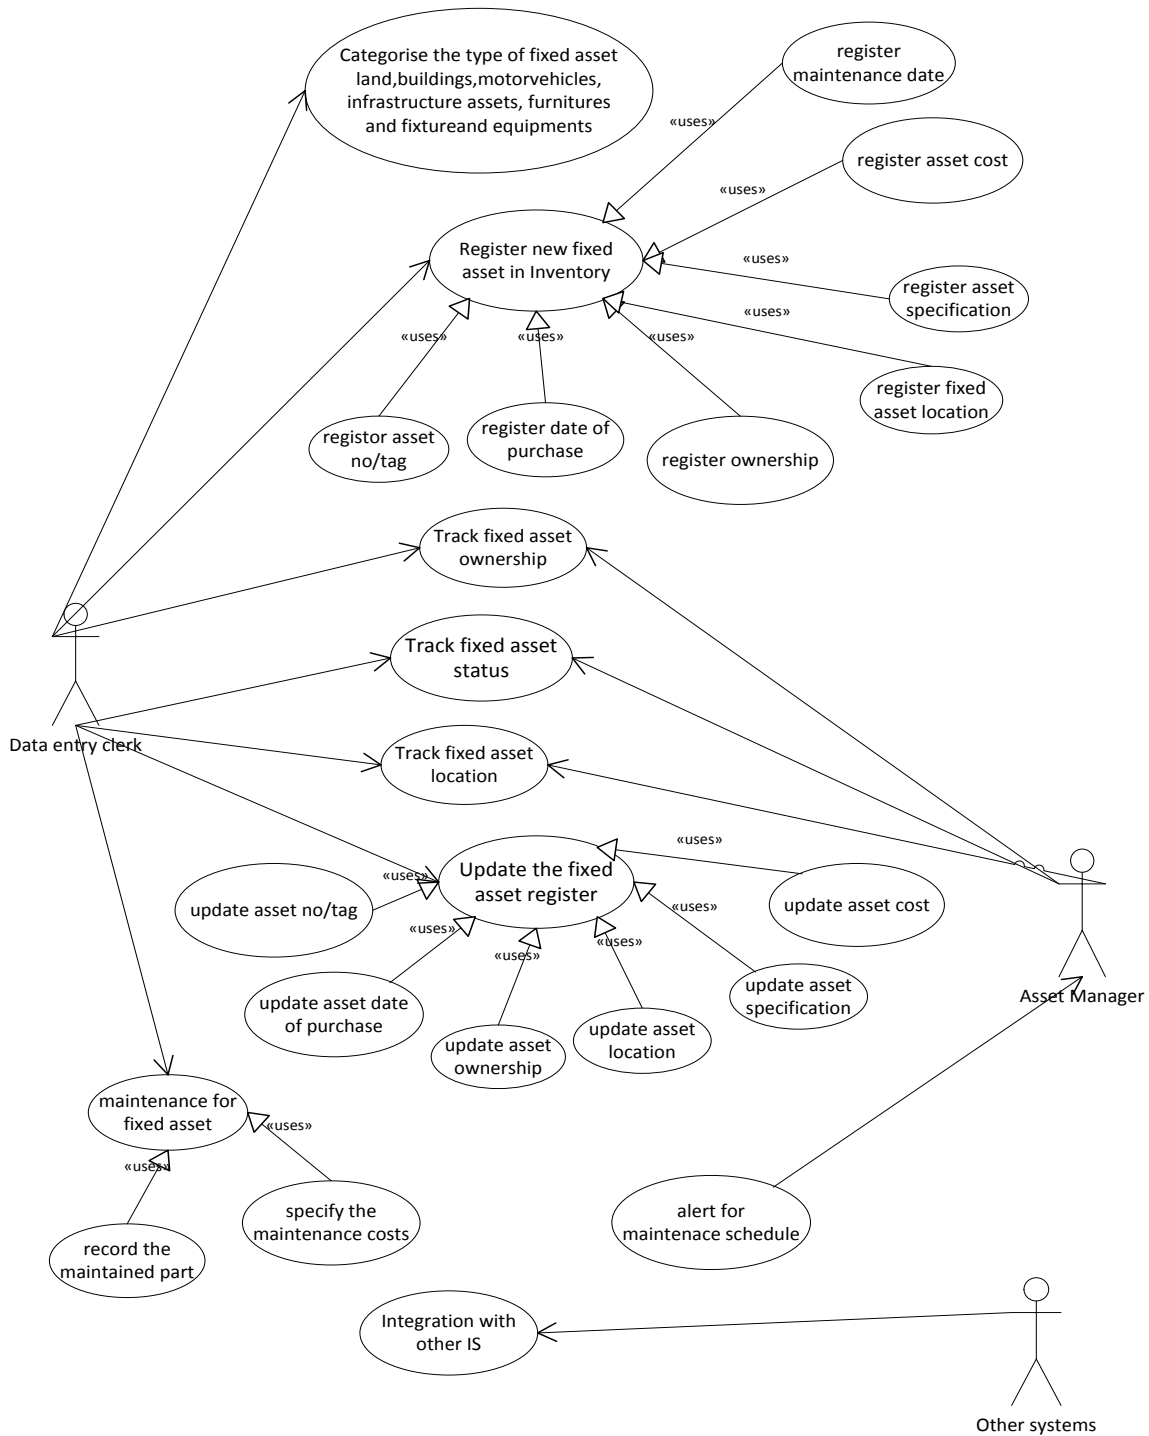 Categorise the type of fixed asset
land,buildings,motorvehicles,
infrastructure assets, furnitures
and fixtureand equipments
register
maintenance date
«uses»
register asset cost
«uses»
Register new fixed
asset in Inventory
«uses»
register asset
specification
«uses»
«uses»
«uses»
«uses»
register fixed
asset location
registor asset
no/tag
register date of
purchase
register ownership
Track fixed asset
ownership
Track fixed asset
status
Data entry clerk
Track fixed asset
location
«uses»
Update the fixed
asset register
«uses»
update asset no/tag
«uses»
update asset cost
«uses»
«uses»
«uses»
update asset date
of purchase
update asset
ownership
update asset
location
update asset
specification
Asset Manager
maintenance for
fixed asset
«uses»
«uses»
specify the
maintenance costs
record the
maintained part
alert for
maintenace schedule
Integration with
other IS
Other systems